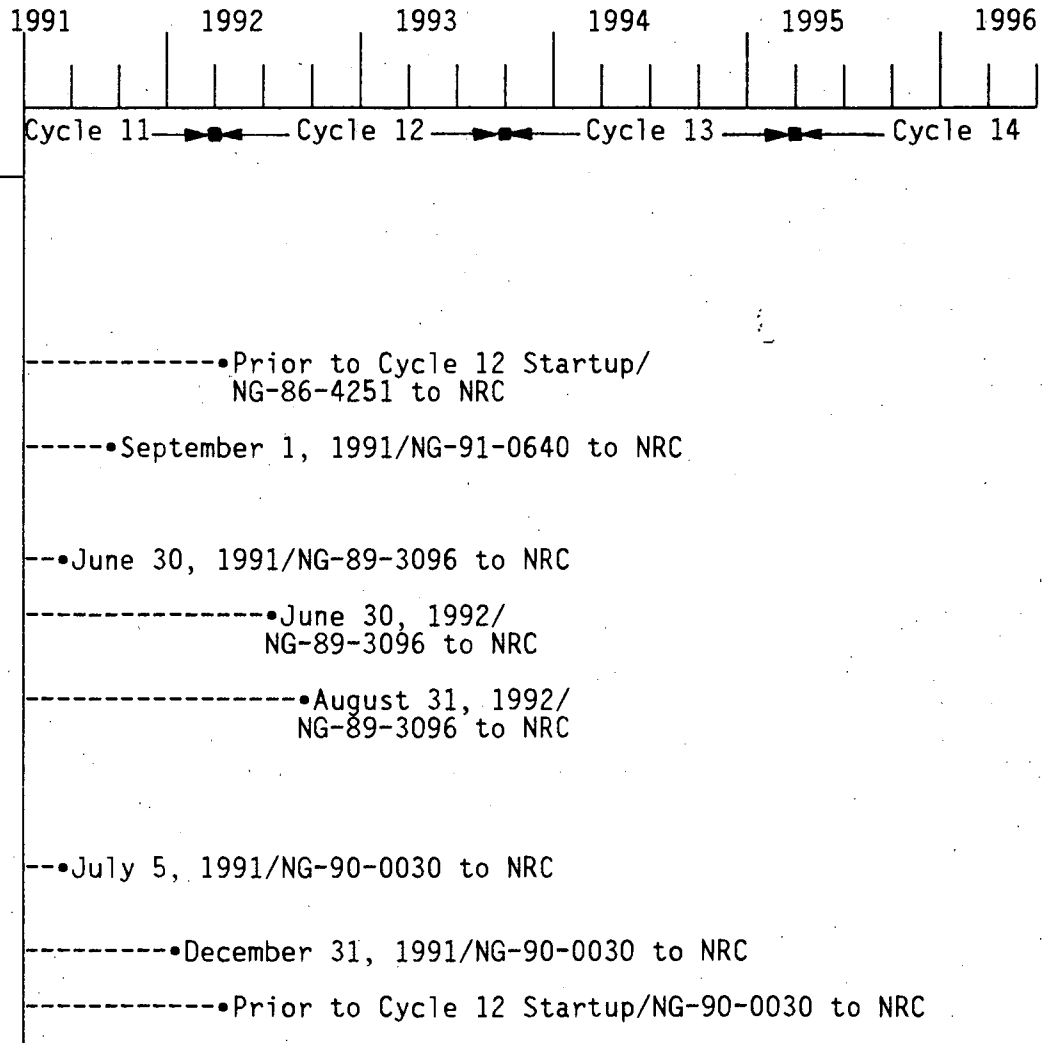 1991 1992 1993 1994 1995 1996
Cycle 11 Cycle 12 Cycle 13 Cycle 14
Prior to Cycle 12 Startup/
NG-86-4251 to NRC
September 1, 1991/NG-91-0640 to NRC
June 30, 1991/NG-89-3096 to NRC
June 30, 1992/
NG-89-3096 to NRC
August 31, 1992/
NG-89-3096 to NRC
July 5, 1991/NG-90-0030 to NRC
December 31, 1991/NG-90-0030 to NRC
Prior to Cycle 12 Startup/NG-90-0030 to NRC